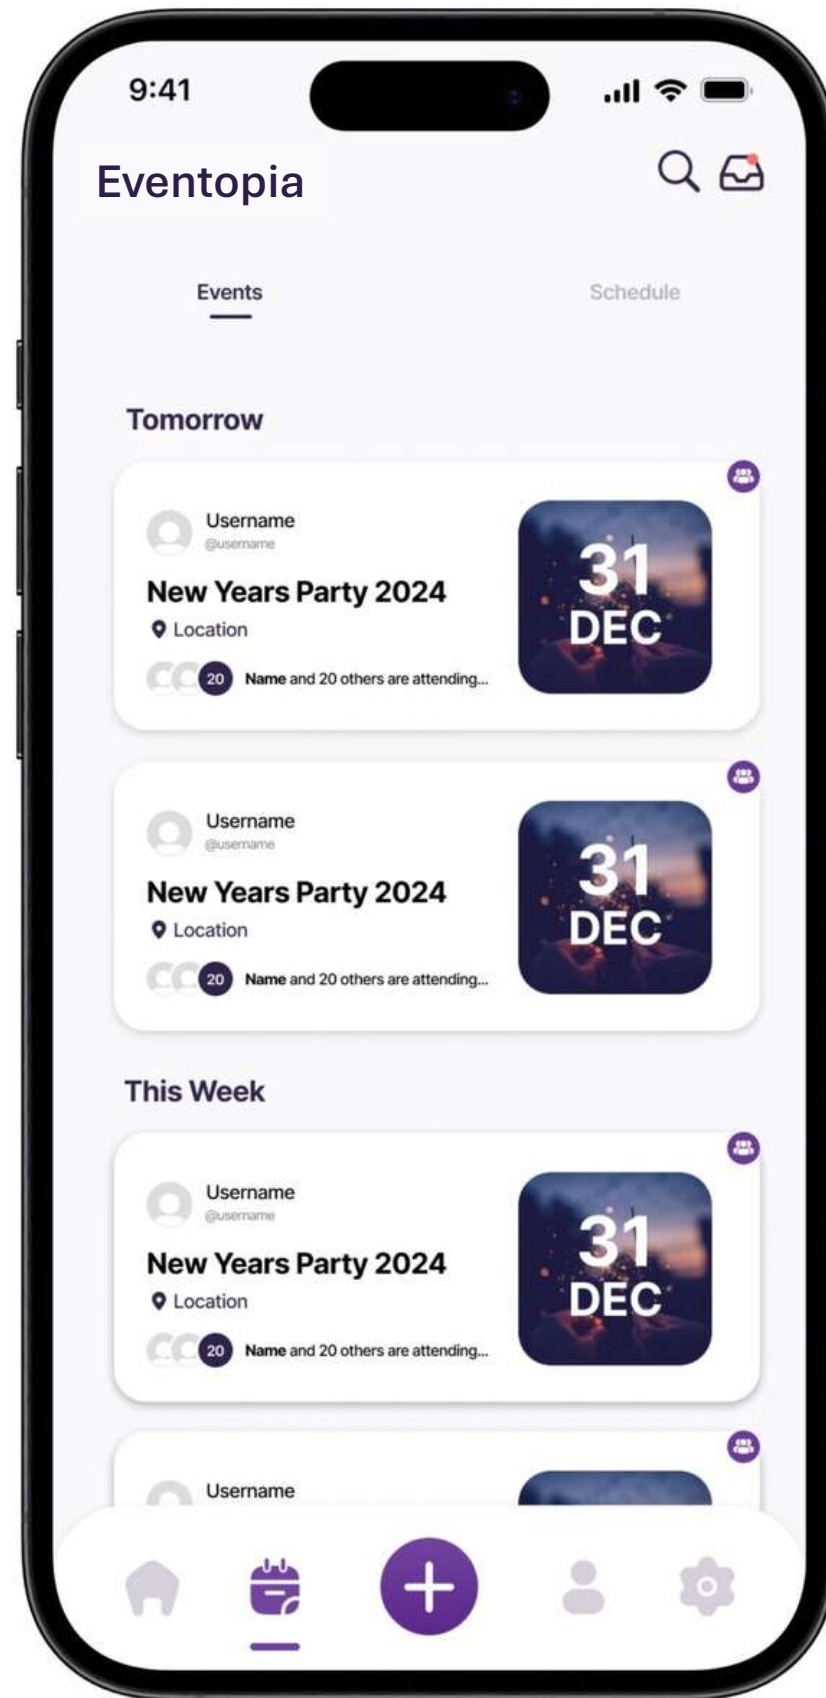 9:41
Eventopia
Events
Schedule
Tomorrow
Username
@username
New Years Party 2024
Location
20 Name and 20 others are attending...
31
DEC
Username
@username
New Years Party 2024
Location
20 Name and 20 others are attending...
31
DEC
This Week
Username
@username
New Years Party 2024
Location
20 Name and 20 others are attending...
31
DEC
Username